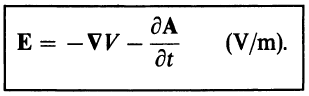 E = −∇V − ∂A/∂t (V/m).